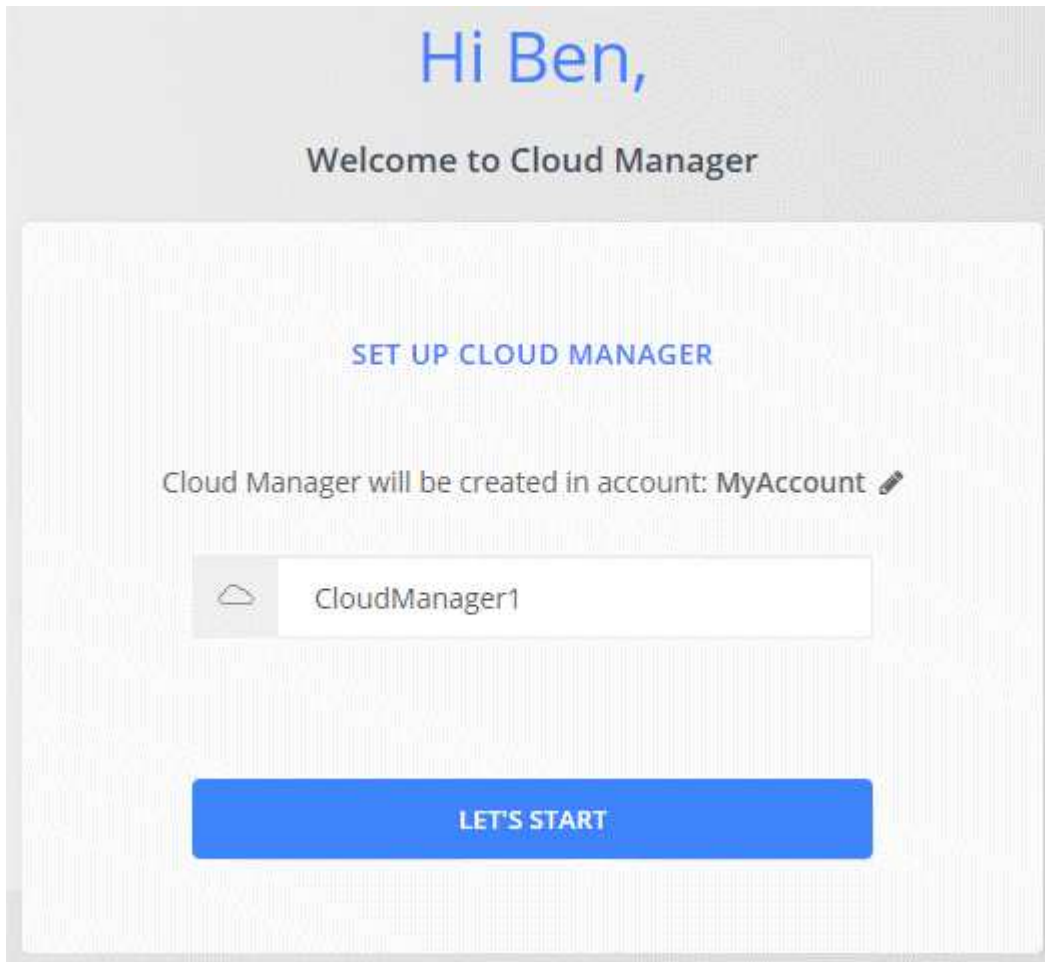 Hi Ben,
Welcome to Cloud Manager
SET UP CLOUD MANAGER
Cloud Manager will be created in account: MyAccount
CloudManager1
LET'S START